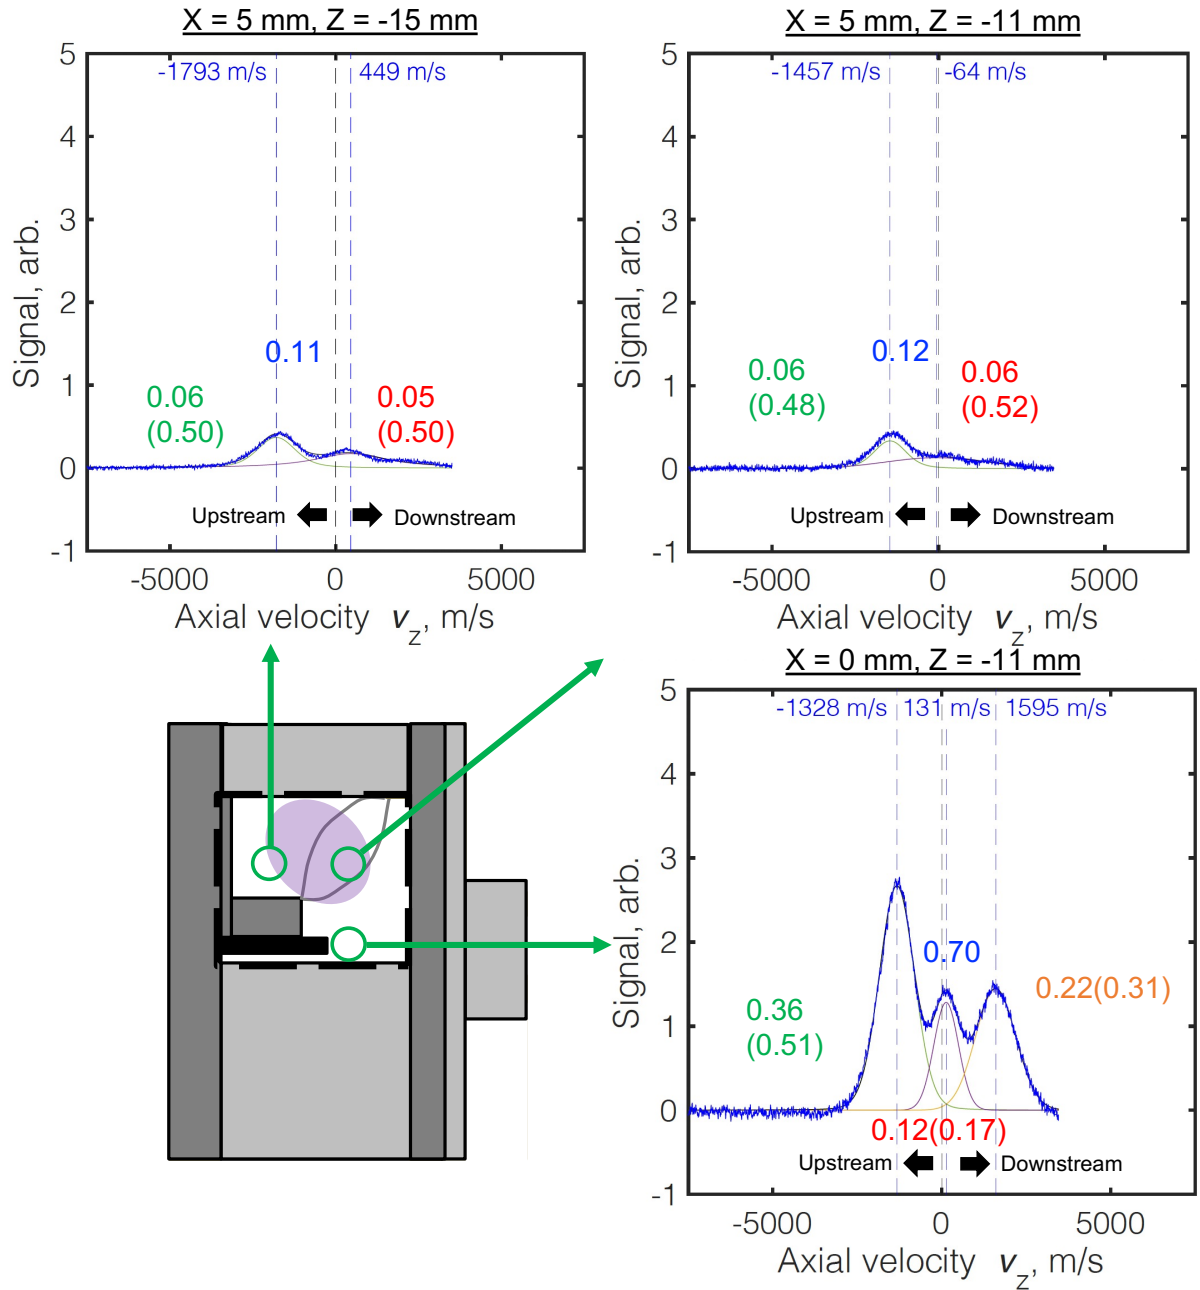 X = 5 mm, Z = -15 mm
-1793 m/s
449 m/s
5
4
3
2
1
0
-1
Signal, arb.
0.11
0.06
(0.50)
0.05
(0.50)
Upstream
Downstream
-5000
0
5000
Axial velocity vz, m/s
X = 5 mm, Z = -11 mm
-1457 m/s
-64 m/s
5
4
3
2
1
0
-1
Signal, arb.
0.12
0.06
(0.48)
0.06
(0.52)
Upstream
Downstream
-5000
0
5000
Axial velocity vz, m/s
X = 0 mm, Z = -11 mm
-1328 m/s
131 m/s
1595 m/s
5
4
3
2
1
0
-1
Signal, arb.
0.70
0.22(0.31)
0.36
(0.51)
0.12(0.17)
Upstream
Downstream
-5000
0
5000
Axial velocity vz, m/s